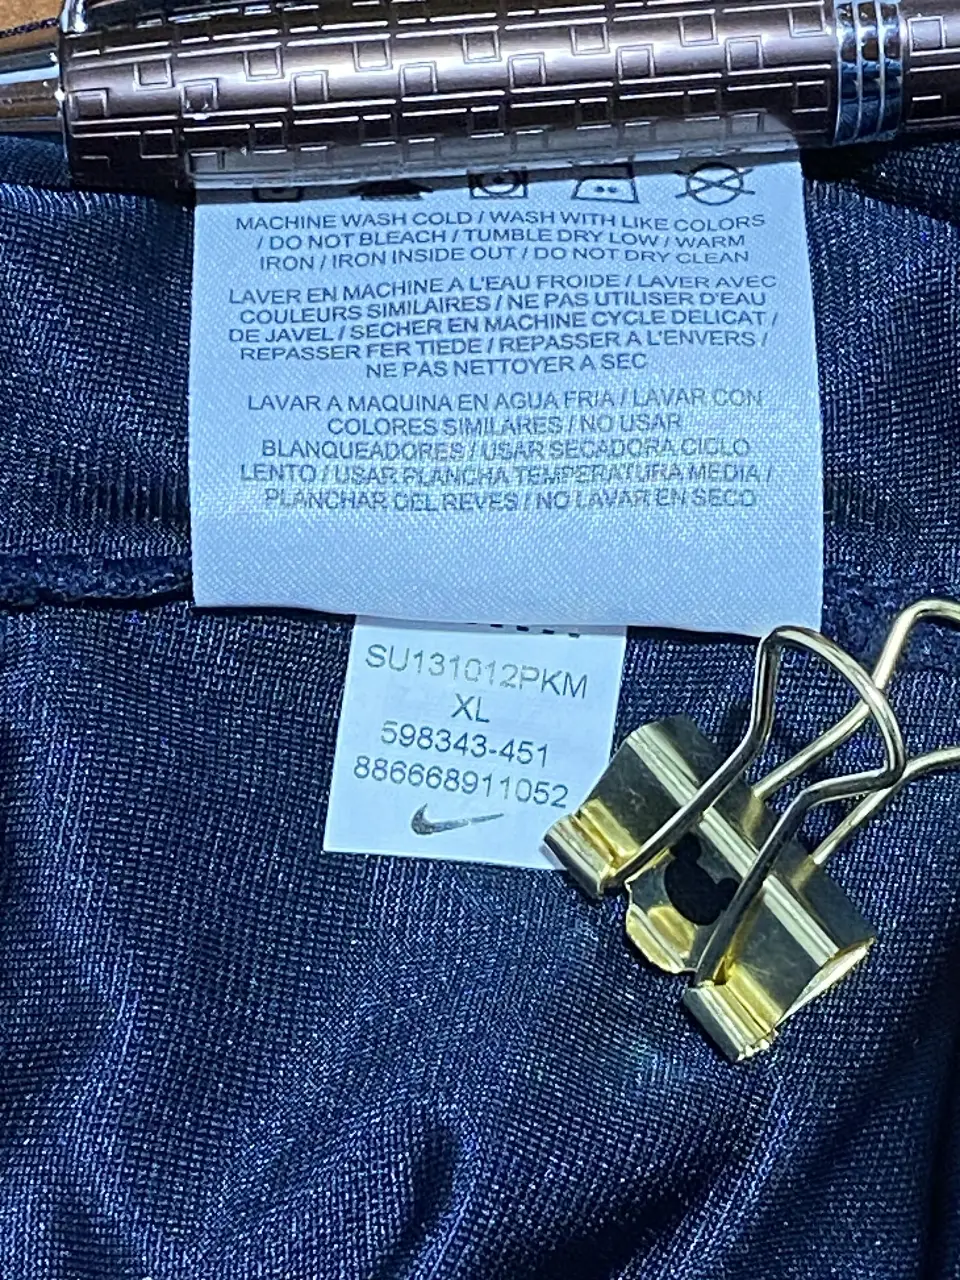 MACHINE WASH COLD / WASH WITH LIKE COLORS
/ DO NOT BLEACH / TUMBLE DRY LOW / WARM
IRON / IRON INSIDE OUT / DO NOT DRY CLEAN
LAVER EN MACHINE A L'EAU FROIDE / LAVER AVEC
COULEURS SIMILAIRES / NE PAS UTILISER D'EAU
DE JAVEL / SECHER EN MACHINE CYCLE DELICAT /
REPASSER FER TIEDE / REPASSER A L'ENVERS /
NE PAS NETTOYER A SEC
LAVAR A MAQUINA EN AGUA FRIA / LAVAR CON
COLORES SIMILARES / NO USAR
BLANQUEADORES / USAR SECADORA CICLO
LENTO / USAR PLANCHA TEMPERATURA MEDIA /
PLANCHAR DEL REVES / NO LAVAR EN SECO
SU131012PKM
XL
598343-451
886668911052